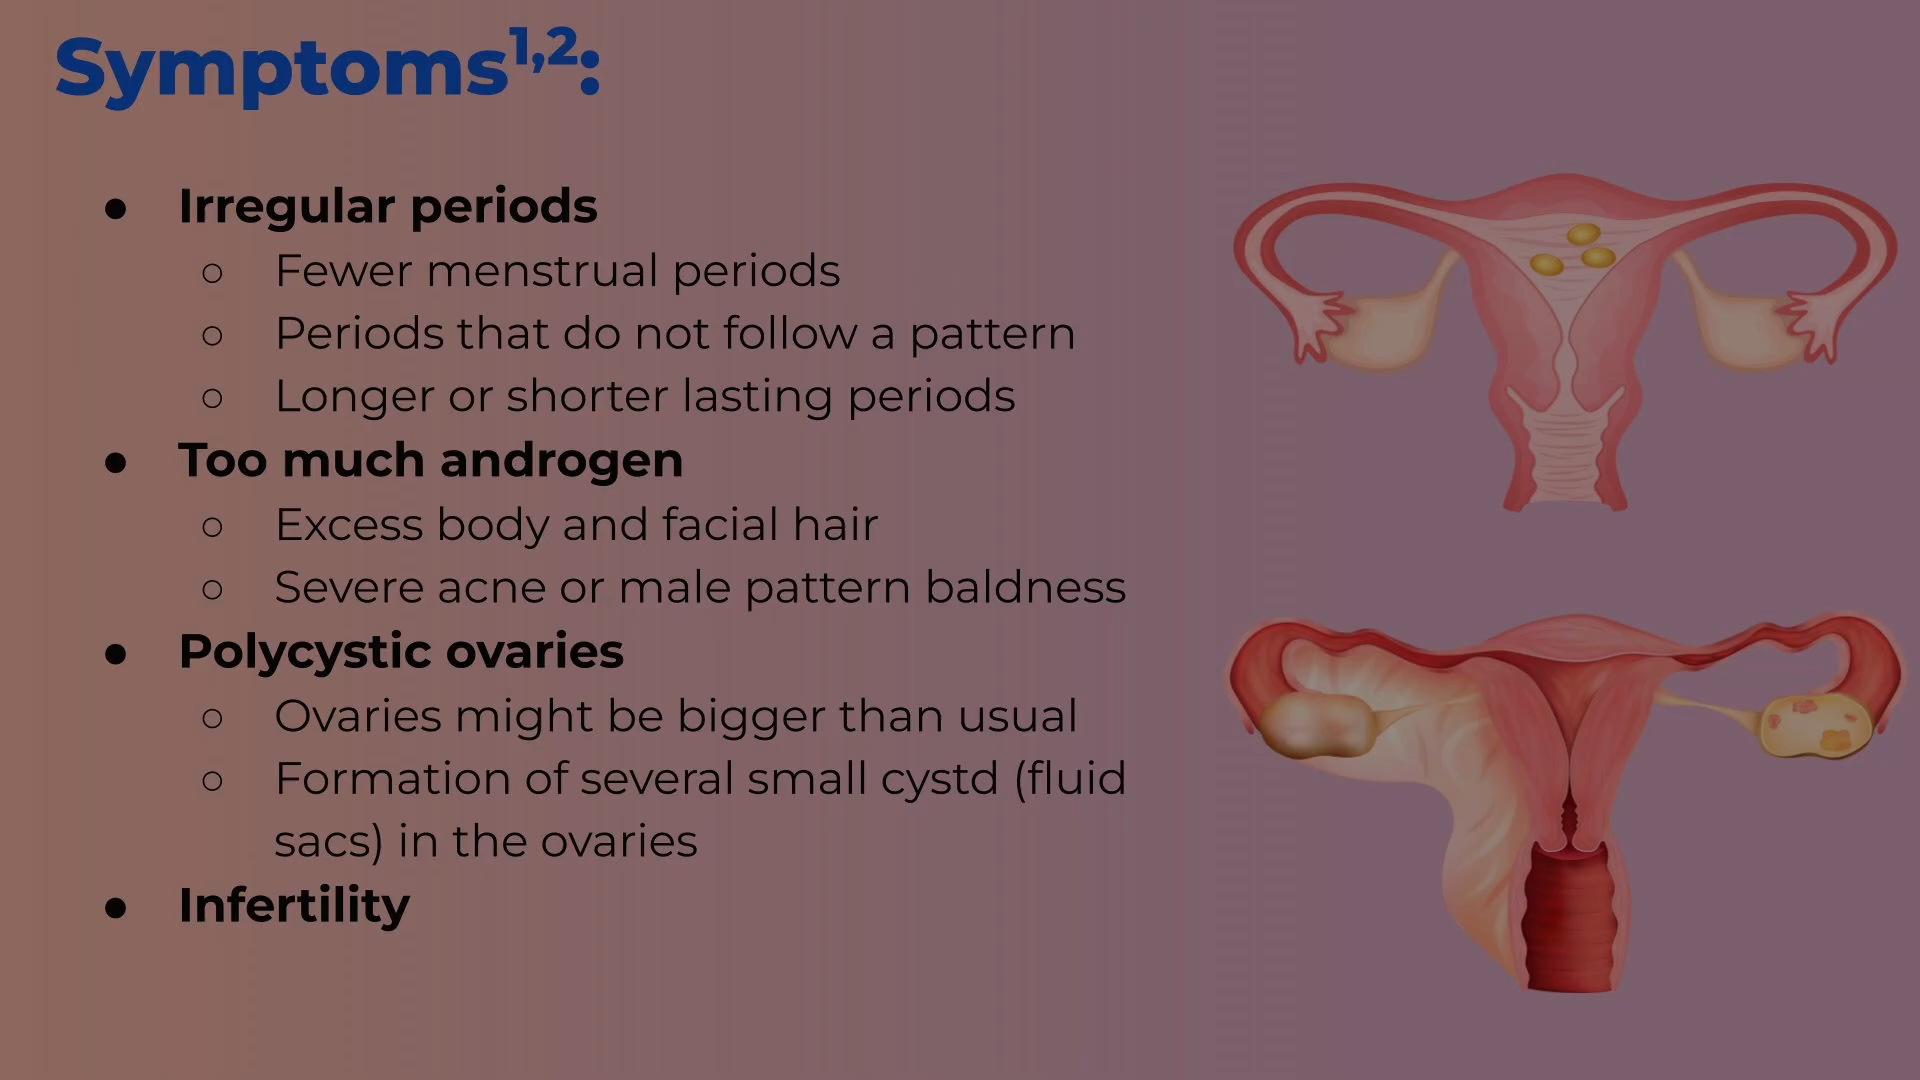 Symptoms1,2:
● Irregular periods
○ Fewer menstrual periods
○ Periods that do not follow a pattern
○ Longer or shorter lasting periods
● Too much androgen
○ Excess body and facial hair
○ Severe acne or male pattern baldness
● Polycystic ovaries
○ Ovaries might be bigger than usual
○ Formation of several small cystd (fluid
sacs) in the ovaries
● Infertility